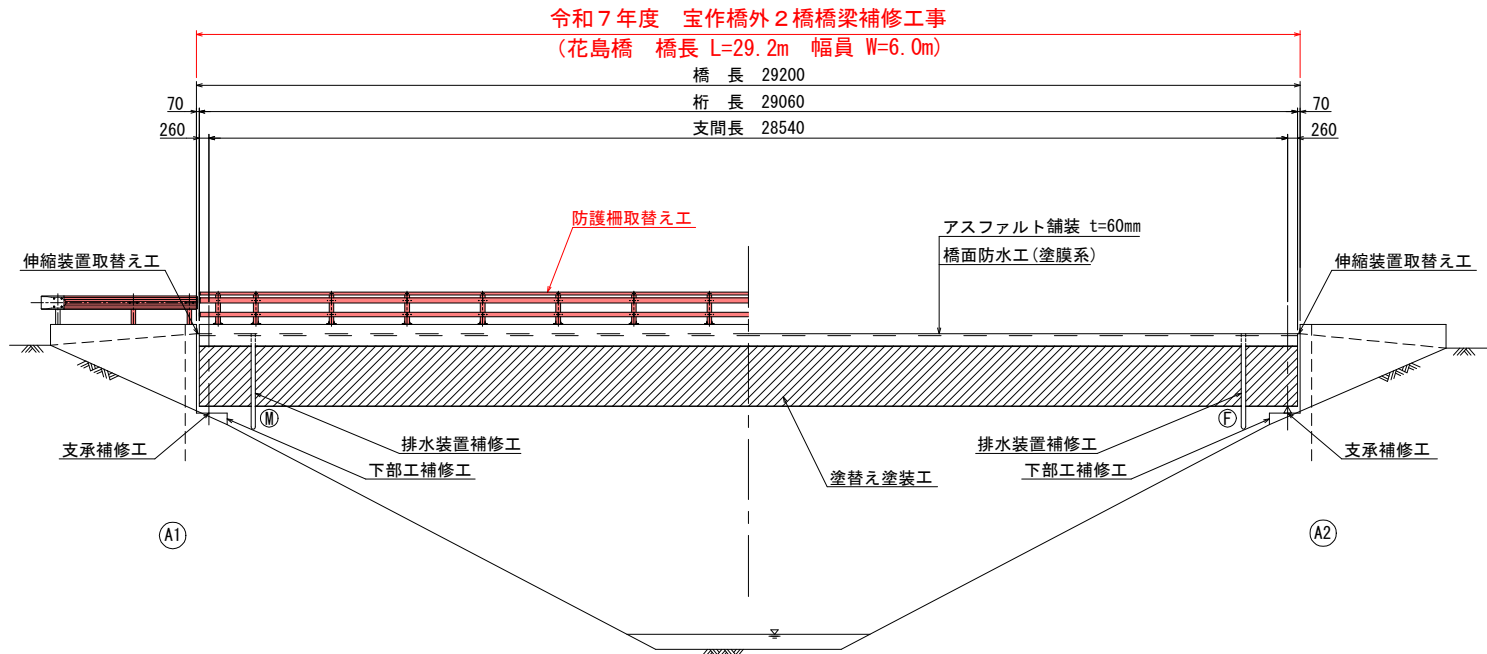 令和７年度　宝作橋外２橋橋梁補修工事
(花島橋　橋長 L=29.2m　幅員 W=6.0m)
橋　長　29200
70　桁　長　29060　70
260　支間長　28540　260
防護柵取替え工
アスファルト舗装 t=60mm
橋面防水工(塗膜系)
伸縮装置取替え工　伸縮装置取替え工
M　F
支承補修工　排水装置補修工　排水装置補修工　支承補修工
下部工補修工　下部工補修工
塗替え塗装工
A1　A2